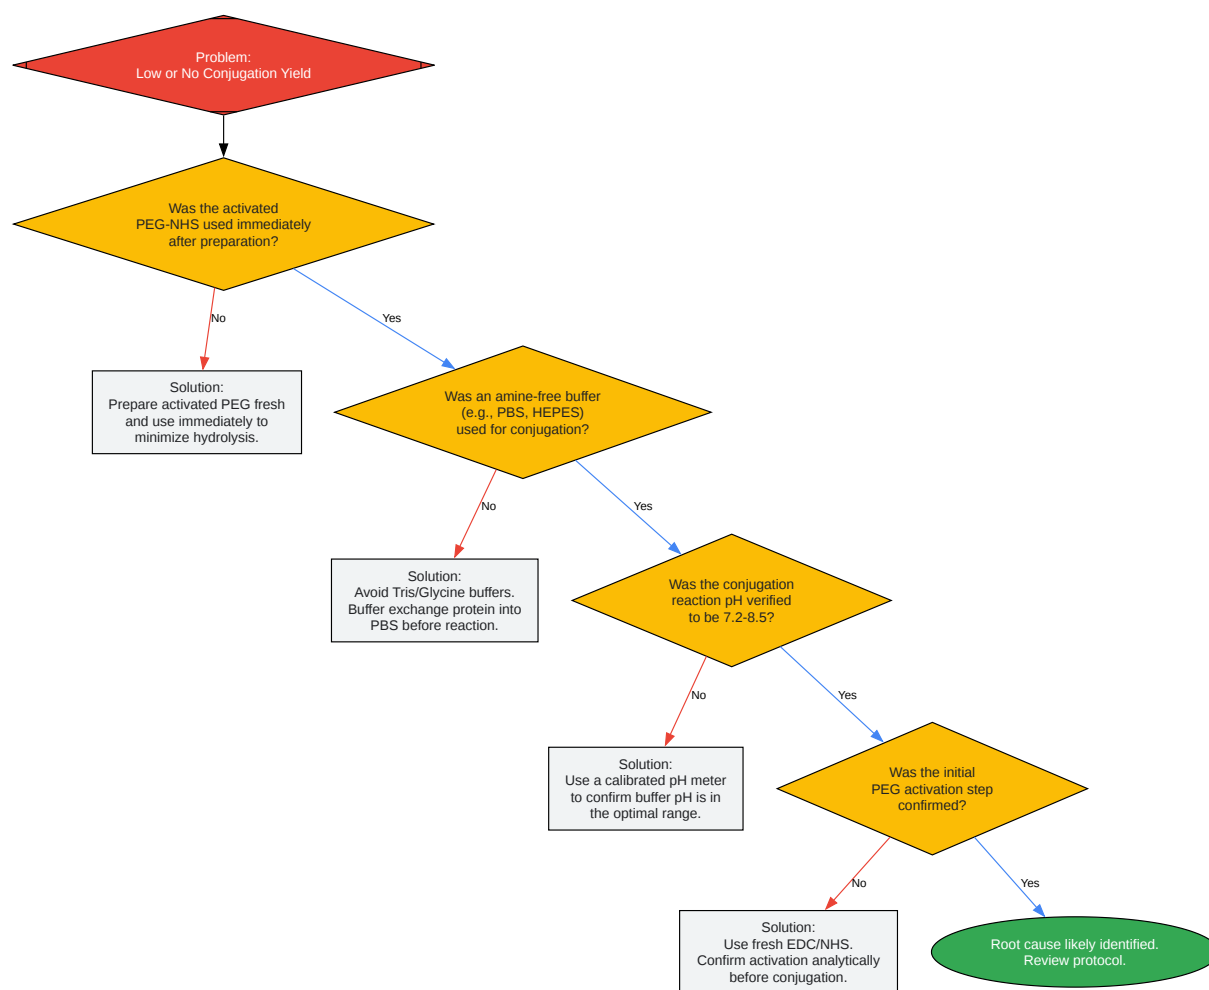 Problem:
Low or No Conjugation Yield
Was the activated
PEG-NHS used immediately
after preparation?
No
Yes
Solution:
Prepare activated PEG fresh
and use immediately to
minimize hydrolysis.
Was an amine-free buffer
(e.g., PBS, HEPES)
used for conjugation?
No
Yes
Solution:
Avoid Tris/Glycine buffers.
Buffer exchange protein into
PBS before reaction.
Was the conjugation
reaction pH verified
to be 7.2-8.5?
No
Yes
Solution:
Use a calibrated pH meter
to confirm buffer pH is in
the optimal range.
Was the initial
PEG activation step
confirmed?
No
Yes
Solution:
Use fresh EDC/NHS.
Confirm activation analytically
before conjugation.
Root cause likely identified.
Review protocol.